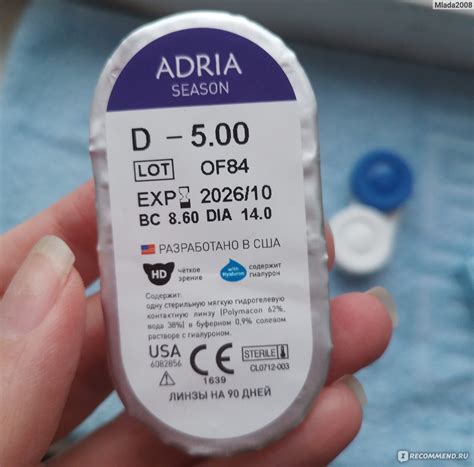 Mlada2008
ADRIA
SEASON
D - 5.00
LOT OF84
EXP 2026/10
BC 8.60 DIA 14.0
РАЗРАБОТАНО В США
HD чёткое зрение
with Hyaluron содержит гиалурон
Содержит:
одну стерильную мягкую гидрогелевую
контактную линзу (Polymacon 62%,
вода 38%) в буферном 0.9% солевом
растворе с гиалуроном.
USA
6082856
CE
1639
STERILE
CL0712-003
ЛИНЗЫ НА 90 ДНЕЙ
IRECOMMEND.RU